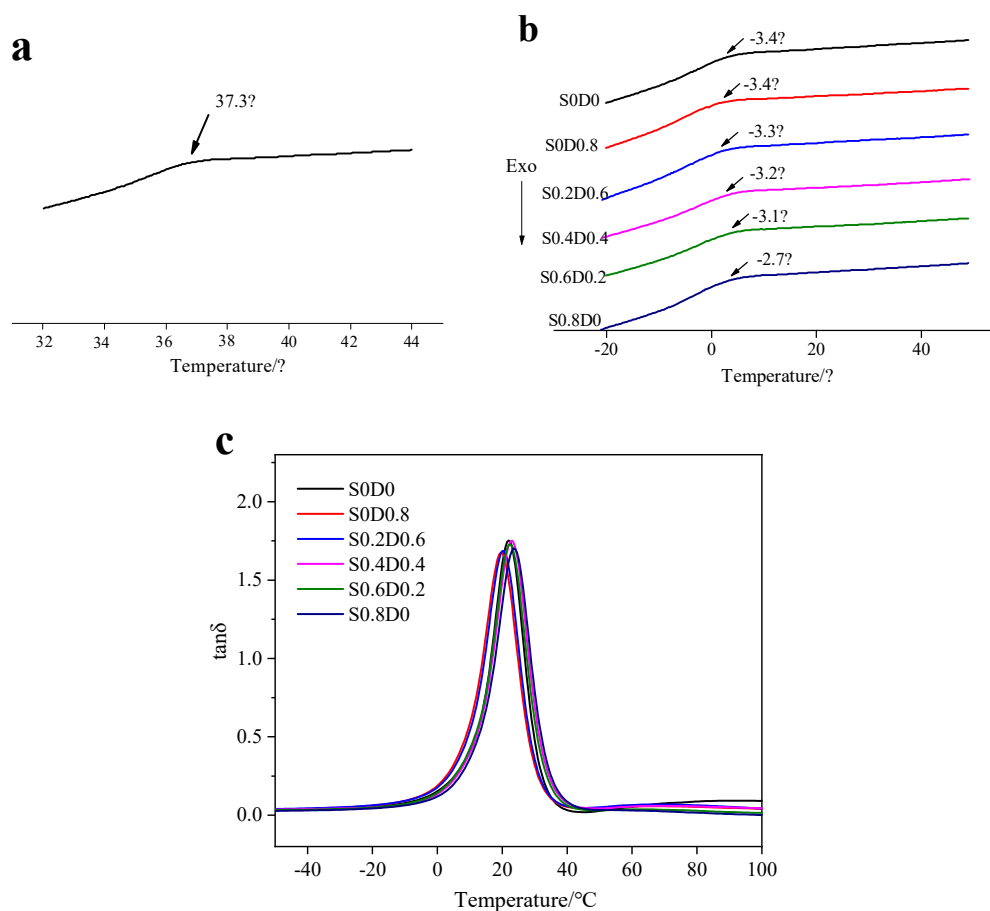 a
37.3?
32 34 36 38 40 42 44
Temperature/?
b
-3.4?
S0D0
-3.4?
S0D0.8
-3.3?
Exo
S0.2D0.6
-3.2?
S0.4D0.4
-3.1?
S0.6D0.2
-2.7?
S0.8D0
-20 0 20 40
Temperature/?
c
S0D0
S0D0.8
S0.2D0.6
S0.4D0.4
S0.6D0.2
S0.8D0
2.0
1.5
1.0
0.5
0.0
tanδ
-40 -20 0 20 40 60 80 100
Temperature/°C